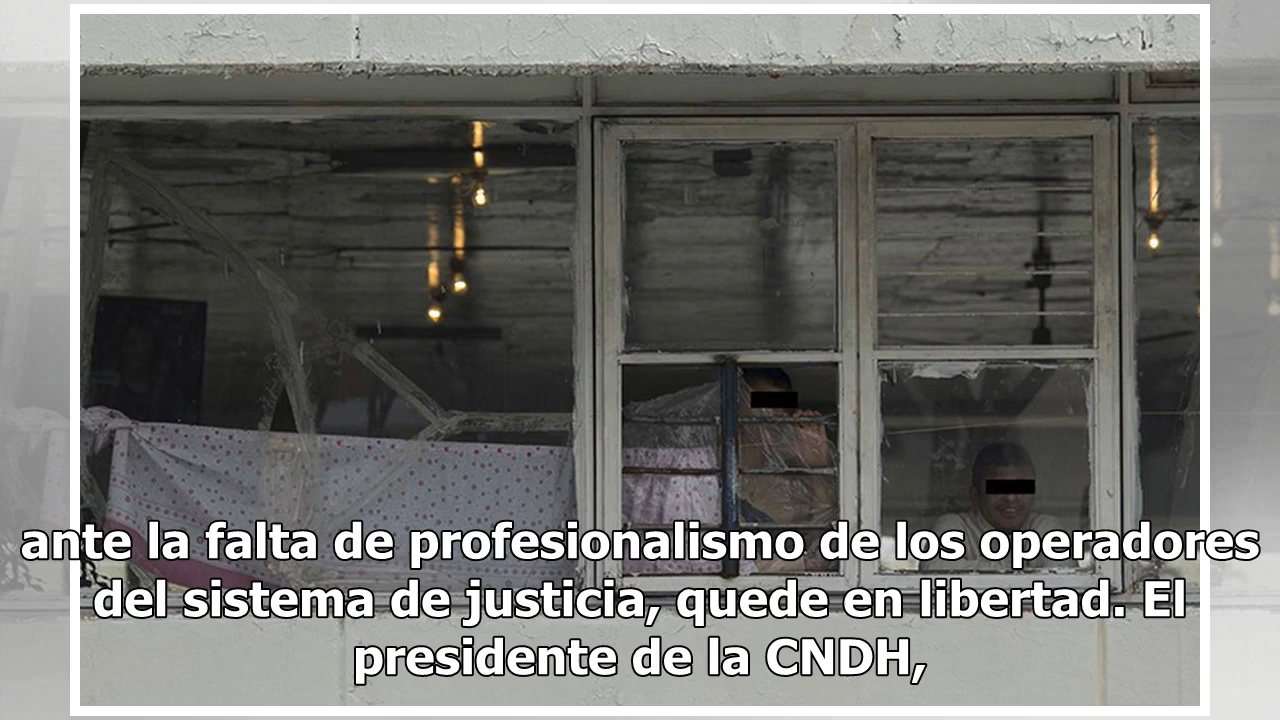 ante la falta de profesionalismo de los operadores
del sistema de justicia, quede en libertad. El
presidente de la CNDH,